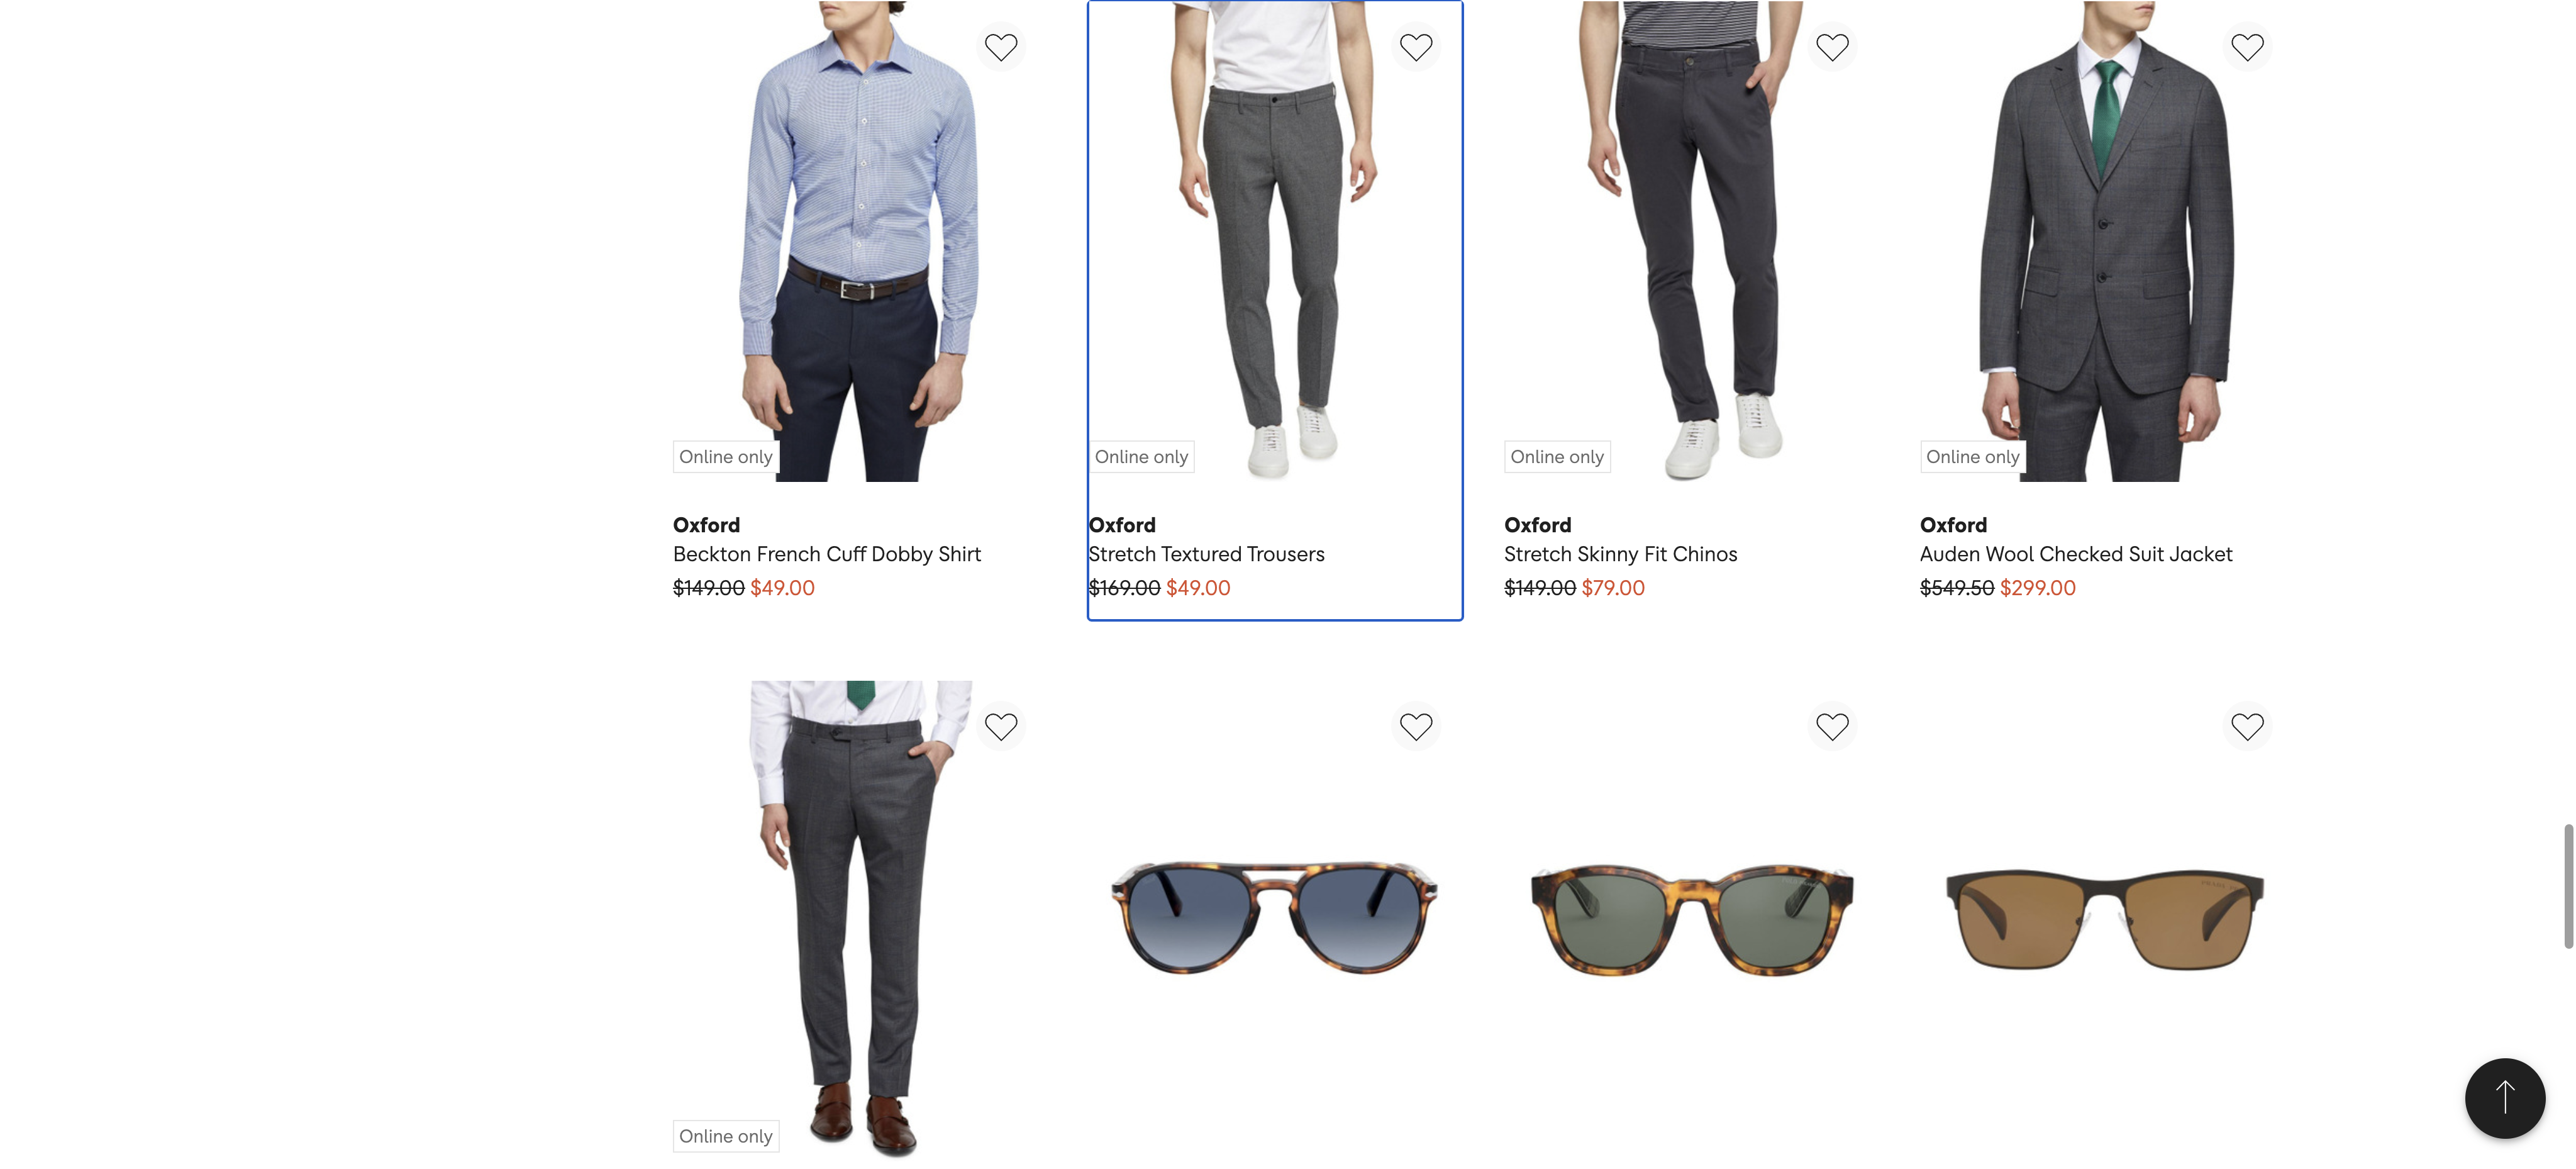 Online only
Online only
Online only
Online only
Oxford
Beckton French Cuff Dobby Shirt
$149.00 $49.00
Oxford
Stretch Textured Trousers
$169.00 $49.00
Oxford
Stretch Skinny Fit Chinos
$149.00 $79.00
Oxford
Auden Wool Checked Suit Jacket
$549.50 $299.00
Online only